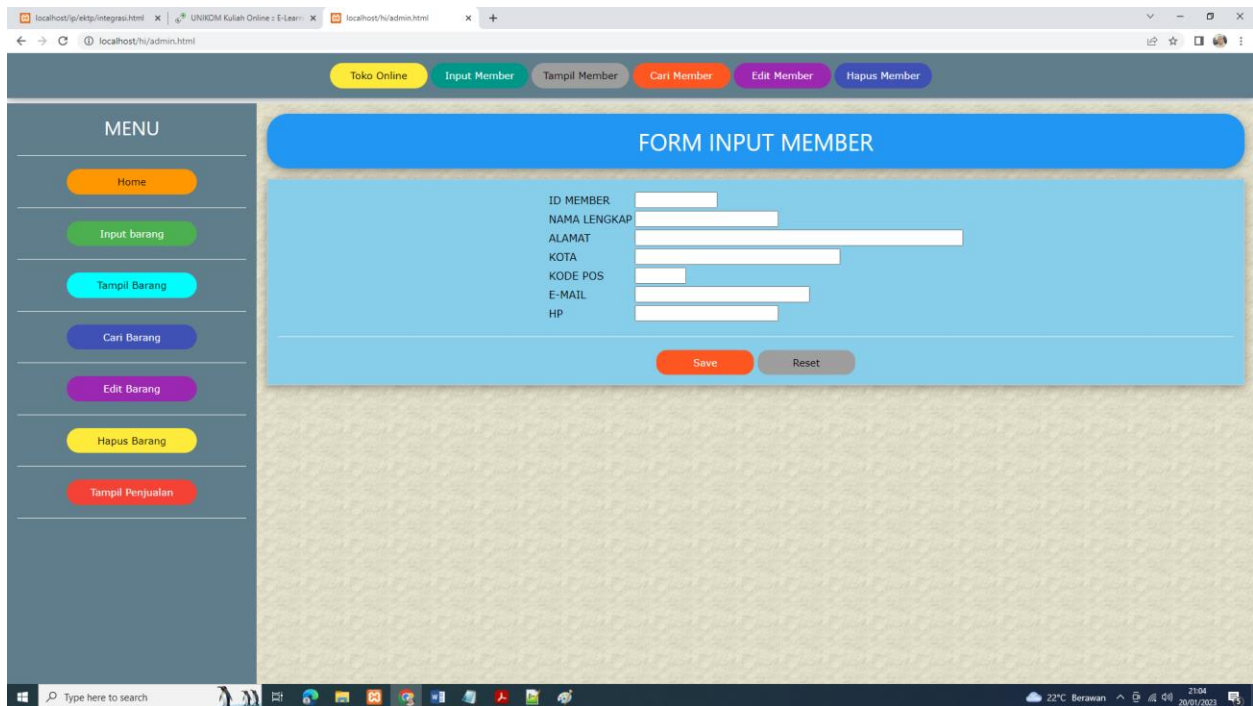 localhost/ip/ektp/integrasi.html
UNIKOM Kuliah Online :: E-Learn
localhost/hi/admin.html
localhost/hi/admin.html
Toko Online
Input Member
Tampil Member
Cari Member
Edit Member
Hapus Member
MENU
Home
Input barang
Tampil Barang
Cari Barang
Edit Barang
Hapus Barang
Tampil Penjualan
FORM INPUT MEMBER
ID MEMBER
NAMA LENGKAP
ALAMAT
KOTA
KODE POS
E-MAIL
HP
Save
Reset
Type here to search
22°C Berawan
21:04
20/01/2023